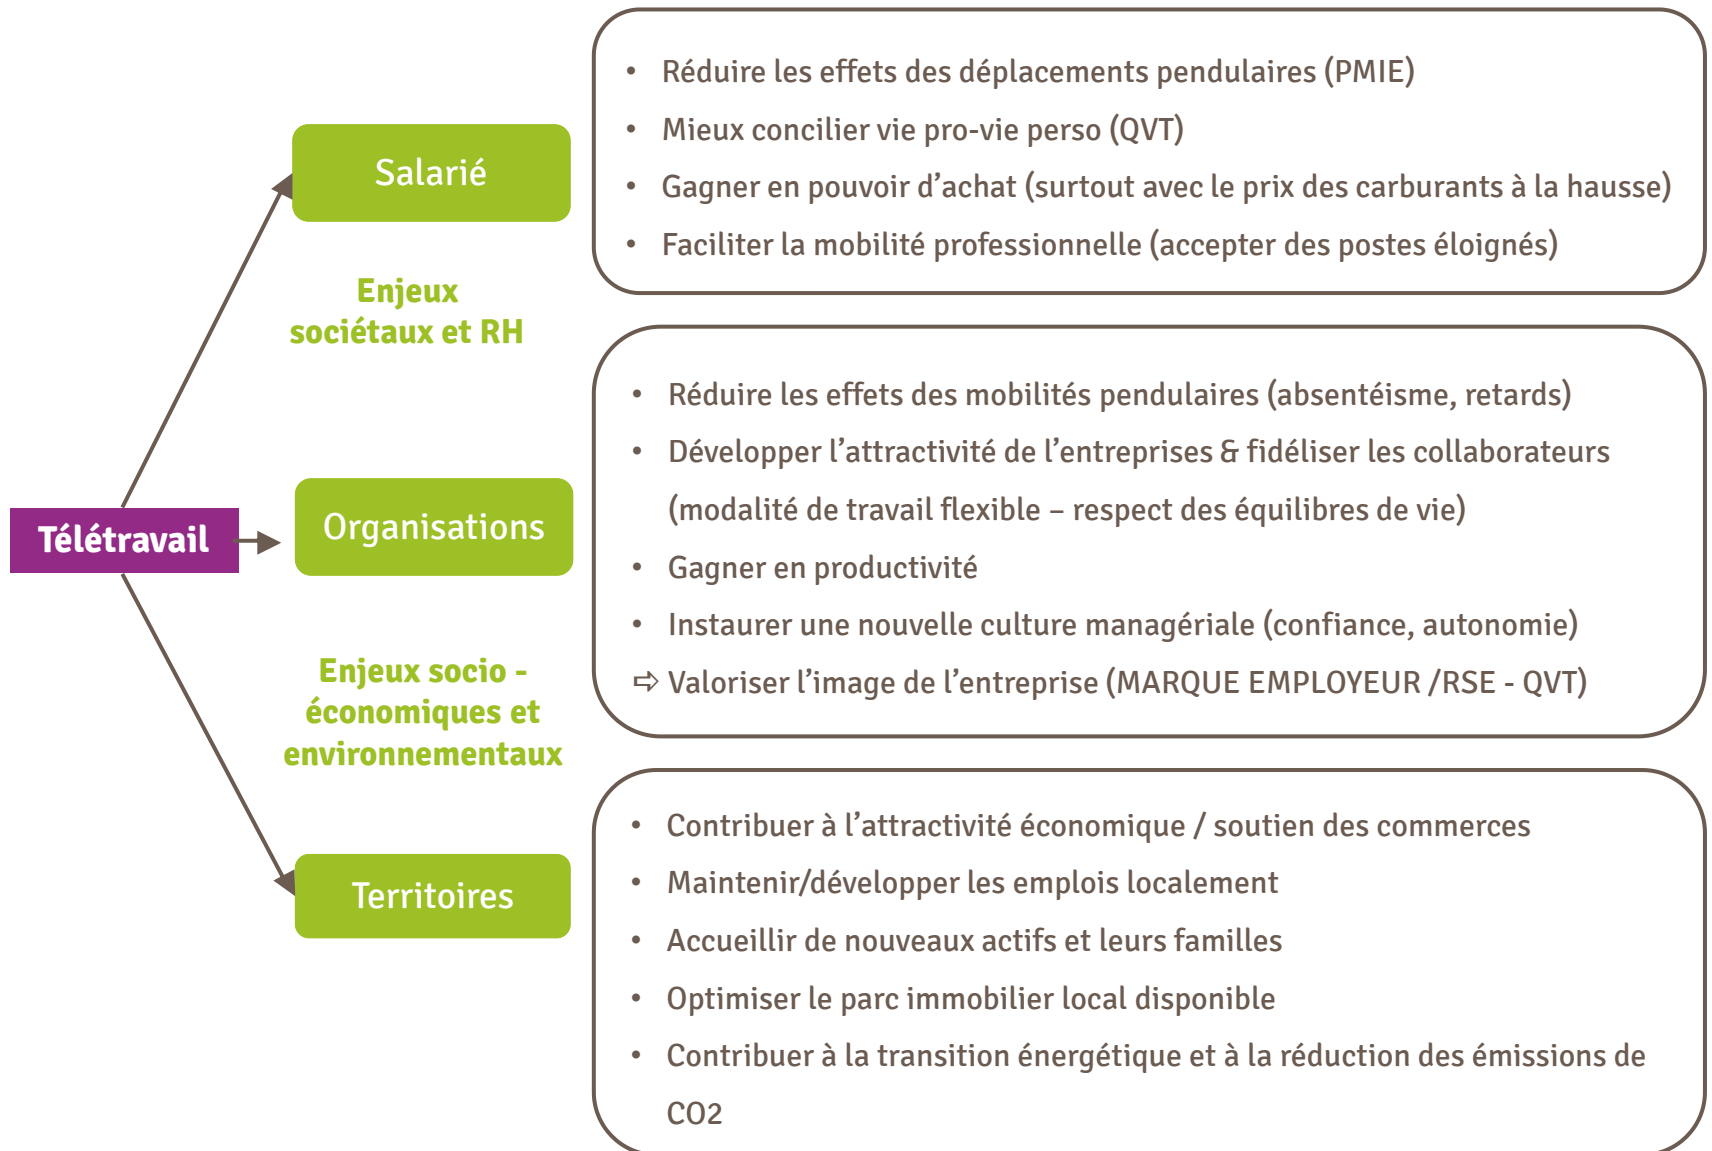 Télétravail
Salarié
• Réduire les effets des déplacements pendulaires (PMIE)
• Mieux concilier vie pro-vie perso (QVT)
• Gagner en pouvoir d’achat (surtout avec le prix des carburants à la hausse)
• Faciliter la mobilité professionnelle (accepter des postes éloignés)
Enjeux
sociétaux et RH
Organisations
• Réduire les effets des mobilités pendulaires (absentéisme, retards)
• Développer l’attractivité de l’entreprises & fidéliser les collaborateurs
(modalité de travail flexible – respect des équilibres de vie)
• Gagner en productivité
• Instaurer une nouvelle culture managériale (confiance, autonomie)
⇨ Valoriser l’image de l’entreprise (MARQUE EMPLOYEUR /RSE - QVT)
Enjeux socio -
économiques et
environnementaux
Territoires
• Contribuer à l’attractivité économique / soutien des commerces
• Maintenir/développer les emplois localement
• Accueillir de nouveaux actifs et leurs familles
• Optimiser le parc immobilier local disponible
• Contribuer à la transition énergétique et à la réduction des émissions de
CO2